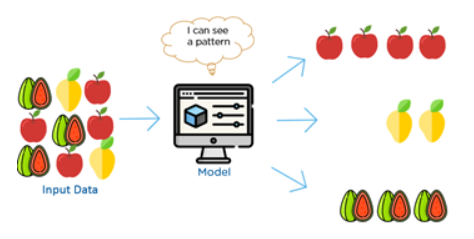 I can see
a pattern
Input Data
Model